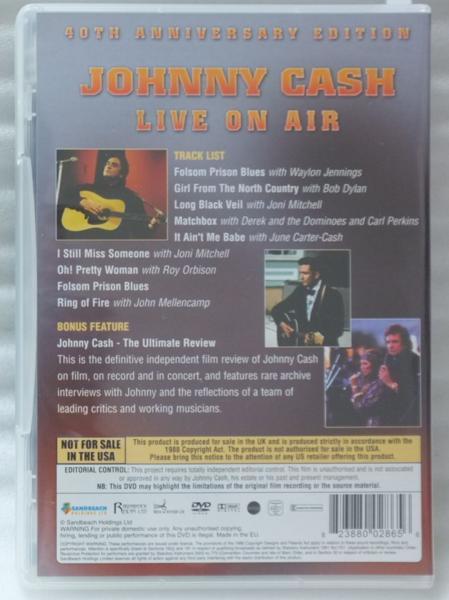 40TH ANNIVERSARY EDITION
JOHNNY CASH
LIVE ON AIR
TRACK LIST
Folsom Prison Blues with Waylon Jennings
Girl From The North Country with Bob Dylan
Long Black Veil with Joni Mitchell
Matchbox with Derek and the Dominoes and Carl Perkins
It Ain't Me Babe with June Carter-Cash
I Still Miss Someone with Joni Mitchell
Oh! Pretty Woman with Roy Orbison
Folsom Prison Blues
Ring of Fire with John Mellencamp
BONUS FEATURE
Johnny Cash - The Ultimate Review
This is the definitive independent film review of Johnny Cash
on film, on record and in concert, and features rare archive
interviews with Johnny and the reflections of a team of
leading critics and working musicians.
NOT FOR SALE
IN THE USA
This product is produced for sale in the UK and is produced strictly in accordance with the
1988 Copyright Act. The product is not authorised for sale in the USA.
Please bring this notice to the attention of any US retailer offering this product.
EDITORIAL CONTROL: This project requires totally independent editorial control. This film is unauthorised and is not associated
or approved in any way by Johnny Cash, his estate or his past and present management.
NB: This DVD may highlight the limitations of the original film recording or the source material.
SANDBEACH
HOLDINGS LTD
DVD
© Sandbeach Holdings Ltd
WARNING For private domestic use only. Any unauthorised copying,
hiring, lending or public performance of this DVD is illegal. Made in the EU.
8 23880 02865 6